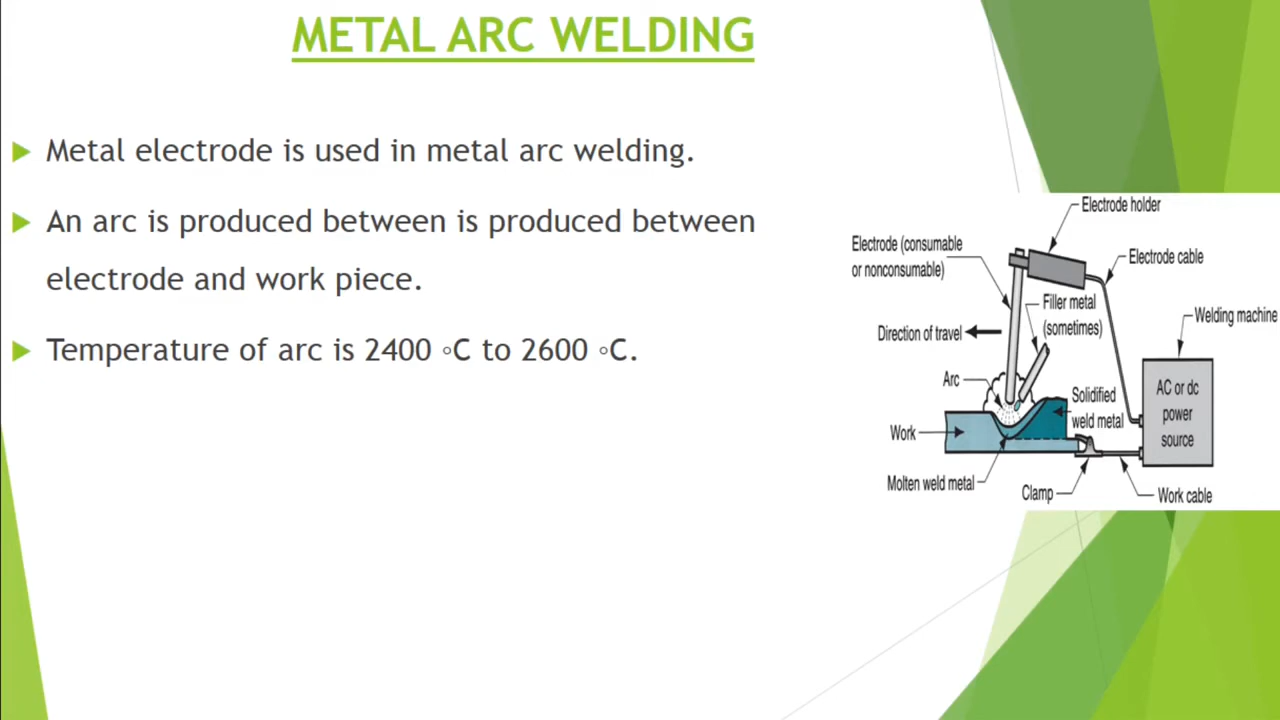 METAL ARC WELDING
Metal electrode is used in metal arc welding.
An arc is produced between is produced between
electrode and work piece.
Temperature of arc is 2400 ◦C to 2600 ◦C.
Electrode holder
Electrode (consumable
or nonconsumable)
Electrode cable
Filler metal
(sometimes)
Welding machine
Direction of travel
Arc
Solidified
weld metal
AC or dc
power
source
Work
Molten weld metal
Clamp
Work cable